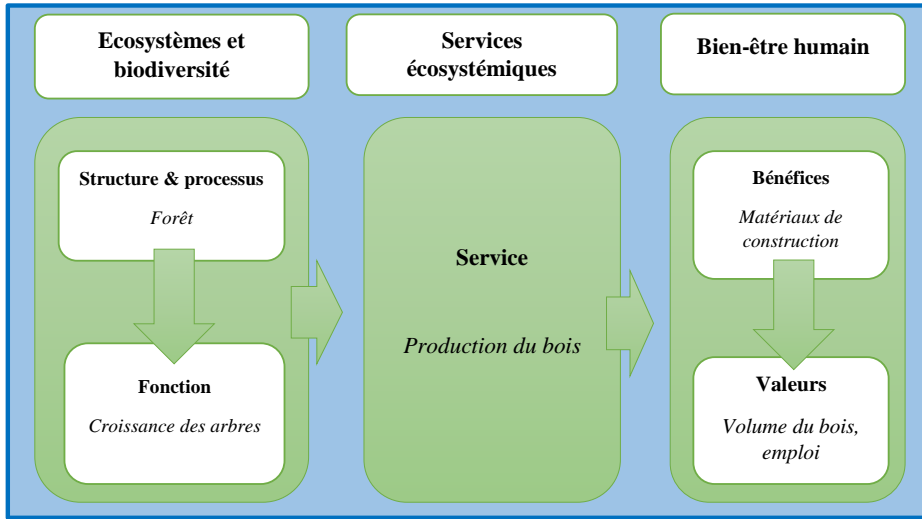 Ecosystèmes et
biodiversité
Services
écosystémiques
Bien-être humain
Structure & processus
Forêt
Fonction
Croissance des arbres
Service
Production du bois
Bénéfices
Matériaux de
construction
Valeurs
Volume du bois,
emploi